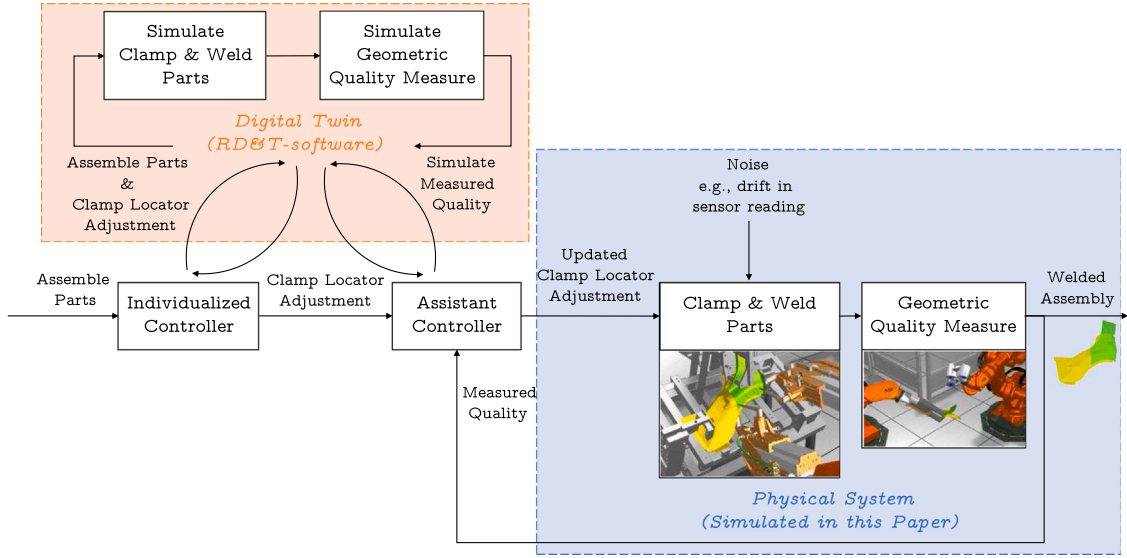 Simulate
Clamp & Weld
Parts
Simulate
Geometric
Quality Measure
Digital Twin
(RD&T-software)
Assemble Parts
&
Clamp Locator
Adjustment
Simulate
Measured
Quality
Noise
e.g., drift in
sensor reading
Assemble
Parts
Individualized
Controller
Clamp Locator
Adjustment
Assistant
Controller
Updated
Clamp Locator
Adjustment
Clamp & Weld
Parts
Geometric
Quality Measure
Welded
Assembly
Measured
Quality
Physical System
(Simulated in this Paper)